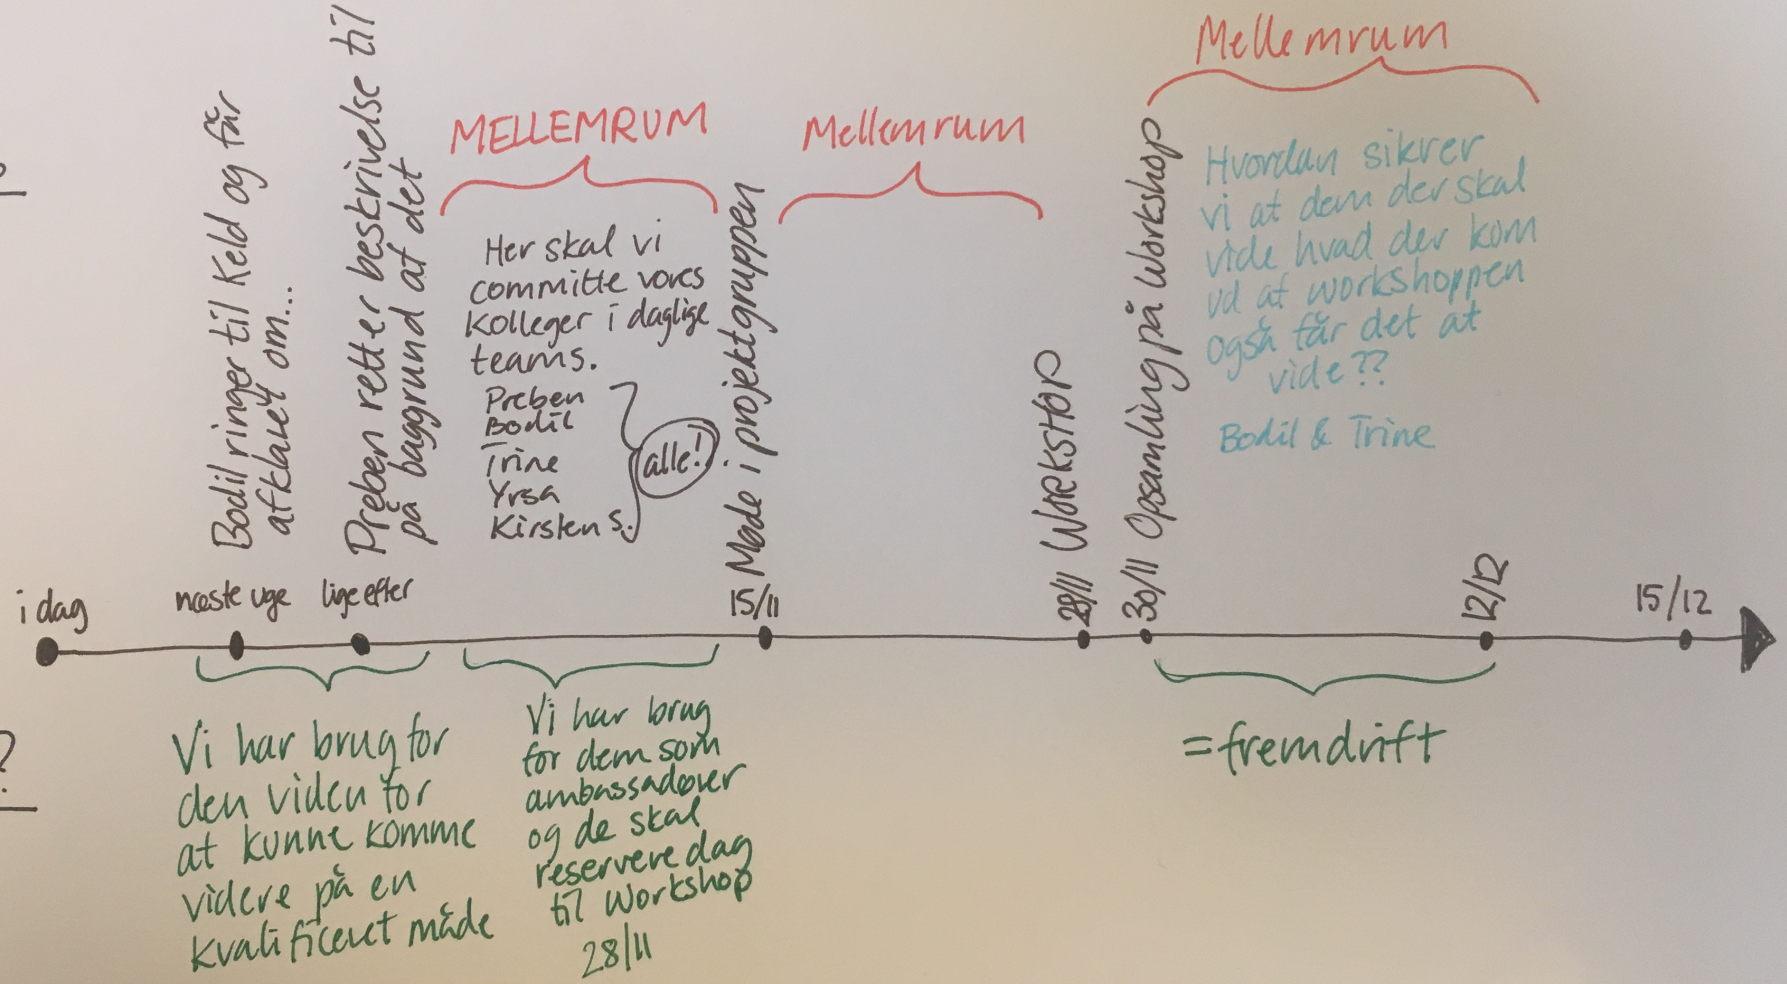 Mellemrum
MELLEMRUM
Mellemrum
Bodil ringer til Keld og får
afklaret om...
Preben retter beskrivelse til
på baggrund af det
Her skal vi
committe vores
kolleger i daglige
teams.
Preben
Bodil
Trine
Yrsa
Kirsten S.
alle!
Møde i projektgruppen
WORKSHOP
Opsamling på Workshop
Hvordan sikrer
vi at dem der skal
vide hvad der kom
ud af workshoppen
også får det at
vide??
Bodil & Trine
i dag
næste uge
lige efter
15/11
28/11
30/11
12/12
15/12
?
Vi har brug for
den viden for
at kunne komme
videre på en
kvalificeret måde
Vi har brug
for dem som
ambassadører
og de skal
reservere dag
til Workshop
28/11
=fremdrift